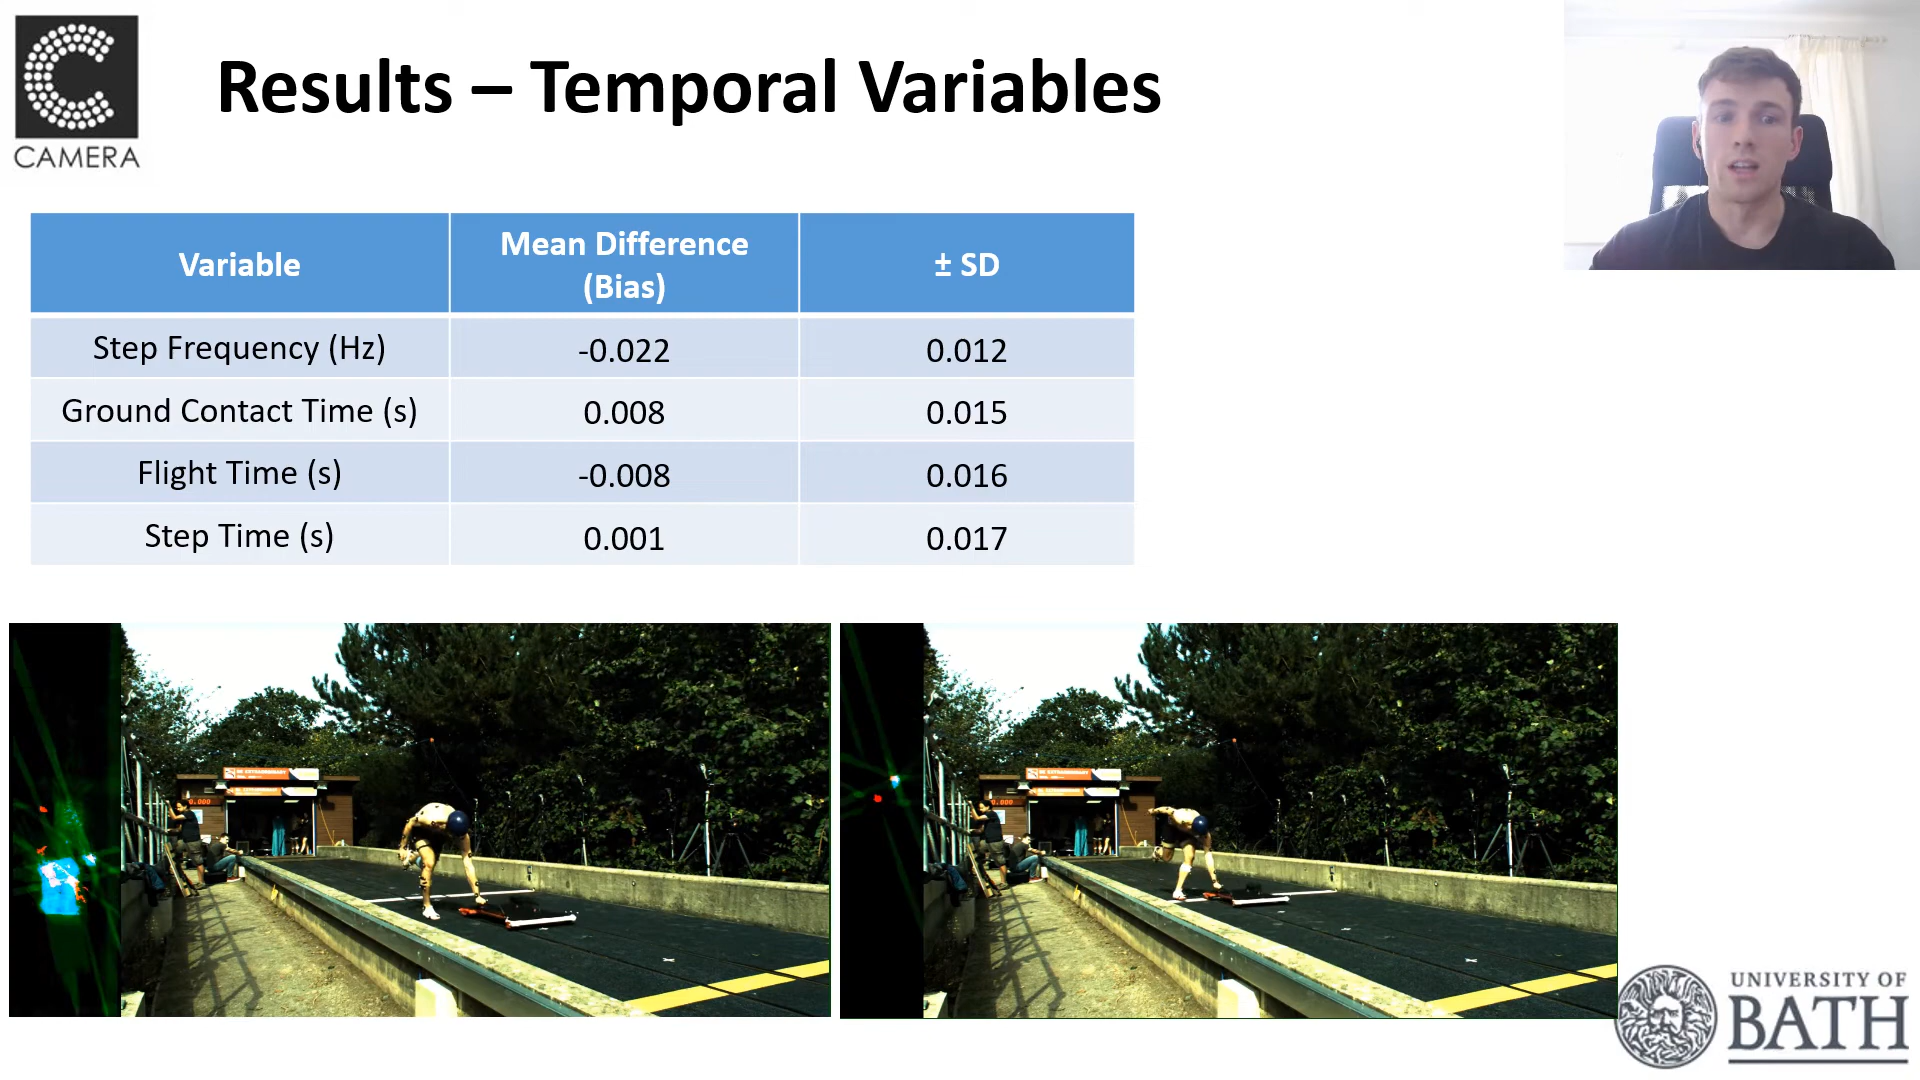 CAMERA
Results – Temporal Variables
Variable
Mean Difference
(Bias)
± SD
Step Frequency (Hz)
-0.022
0.012
Ground Contact Time (s)
0.008
0.015
Flight Time (s)
-0.008
0.016
Step Time (s)
0.001
0.017
UNIVERSITY OF
BATH